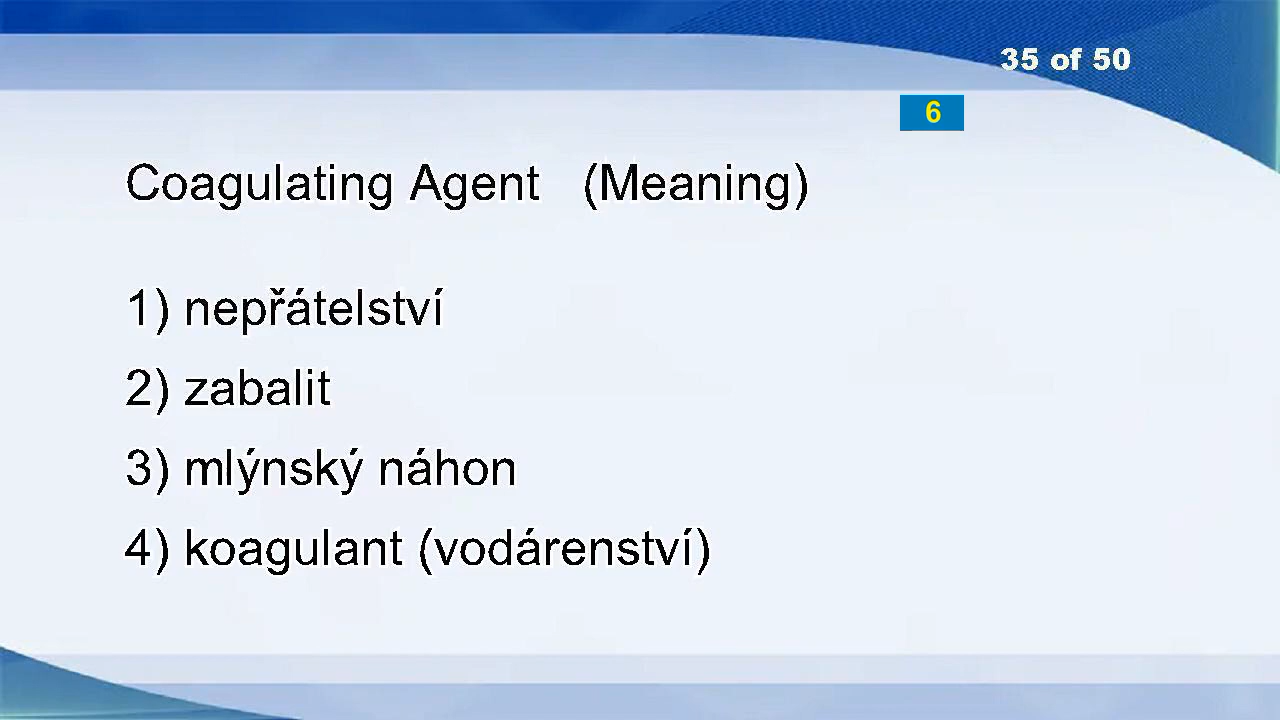 35 of 50
6
Coagulating Agent (Meaning)
1) nepřátelství
2) zabalit
3) mlýnský náhon
4) koagulant (vodárenství)